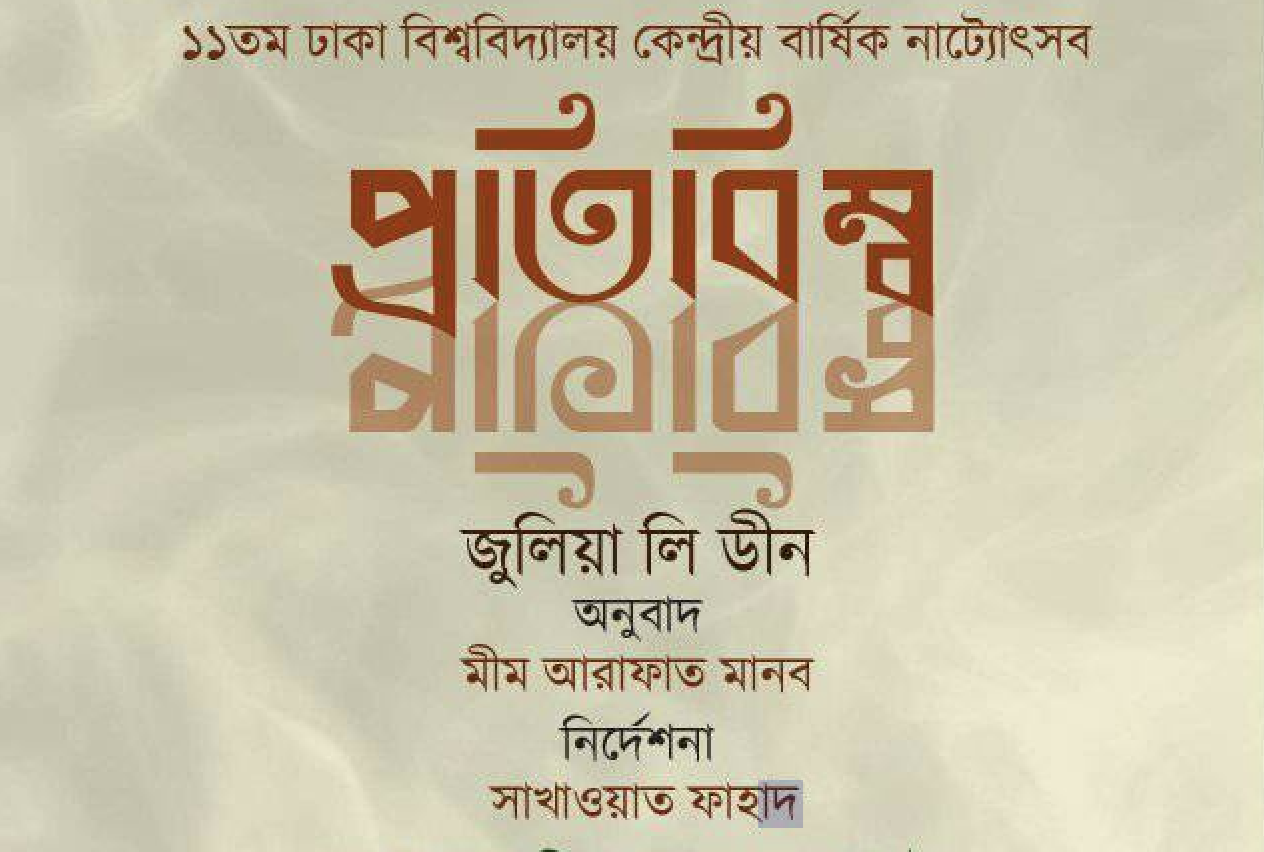 ১১তম ঢাকা বিশ্ববিদ্যালয় কেন্দ্রীয় বার্ষিক নাট্যোৎসব
প্রতিবিম্ব
জুলিয়া লি ডীন
অনুবাদ
মীম আরাফাত মানব
নির্দেশনা
সাখাওয়াত ফাহাদ